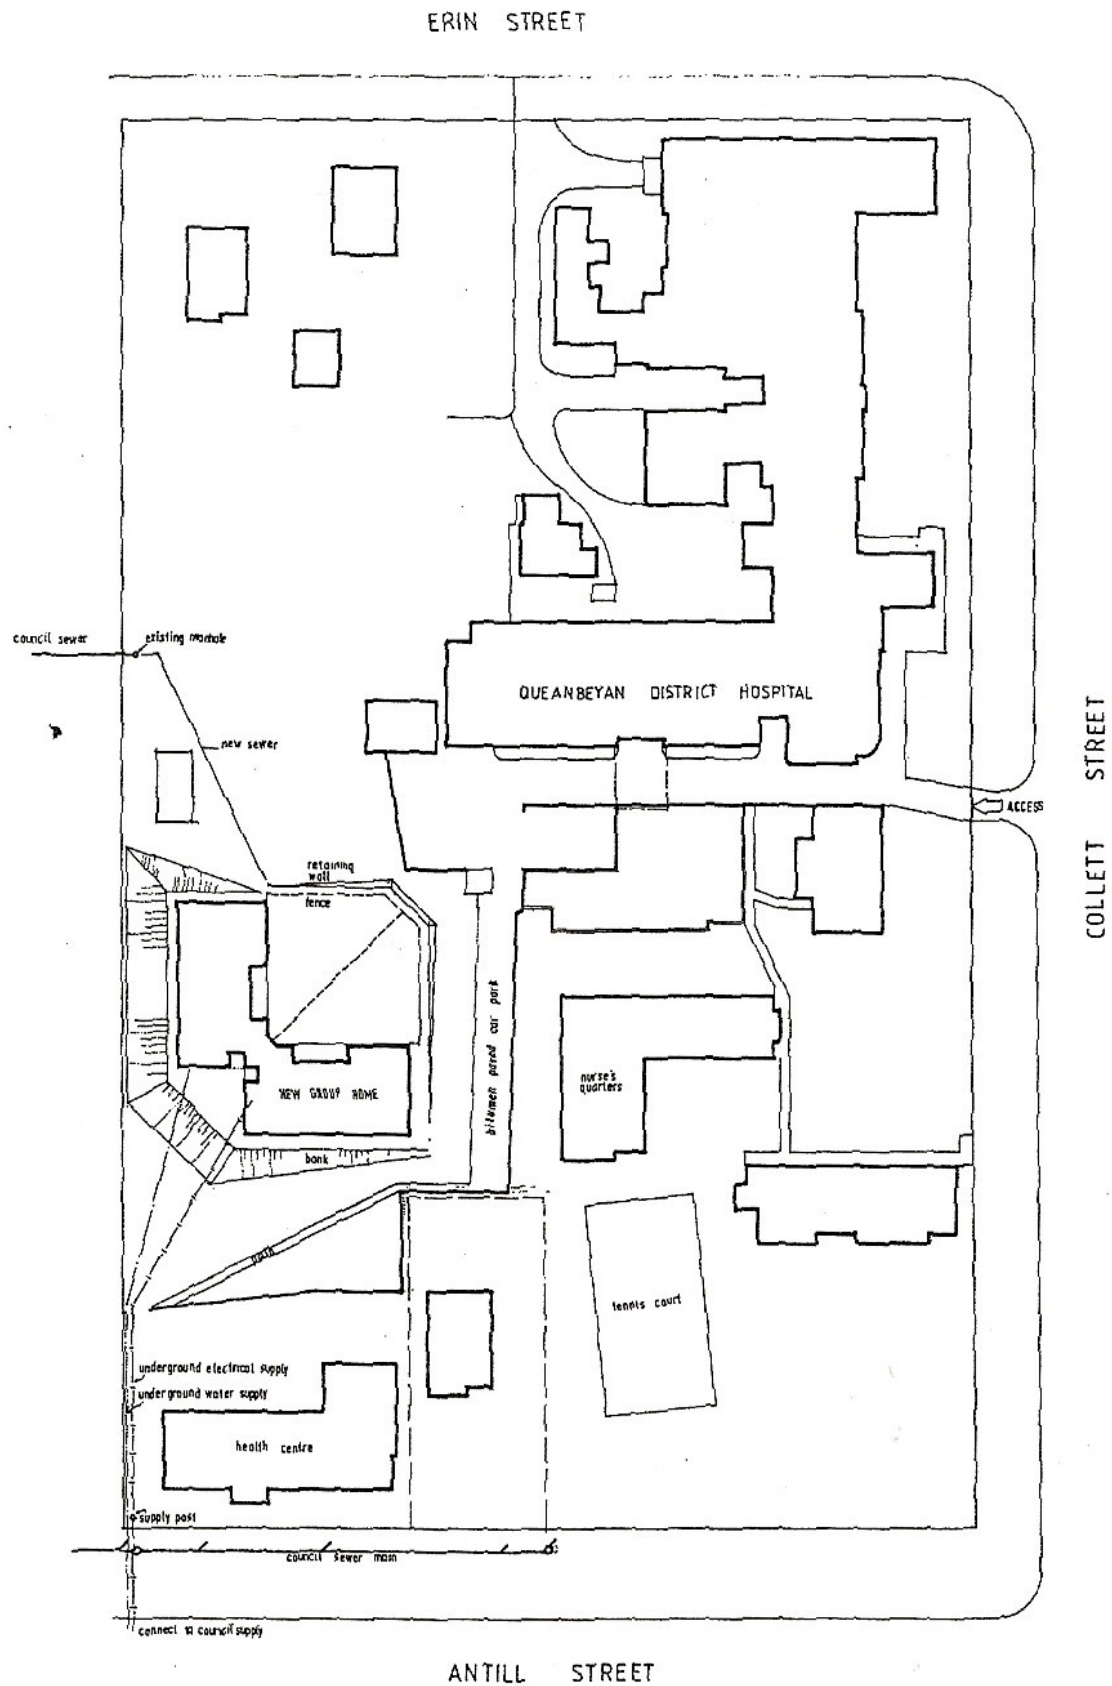 ERIN STREET
council sewer
existing manhole
QUEANBEYAN DISTRICT HOSPITAL
new sewer
COLLETT STREET
ACCESS
retaining
wall
fence
bitumen paved car park
nurse's
quarters
NEW GROUP HOME
bank
tennis court
underground electrical supply
underground water supply
health centre
supply post
council sewer main
connect to council supply
ANTILL STREET